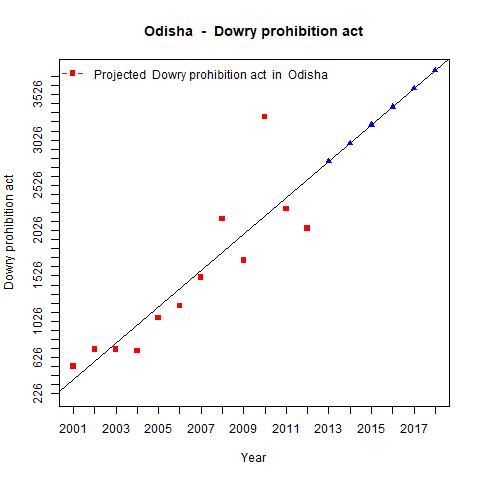 Odisha - Dowry prohibition act
Projected Dowry prohibition act in Odisha
Dowry prohibition act
3526
3026
2526
2026
1526
1026
626
226
2001 2003 2005 2007 2009 2011 2013 2015 2017
Year